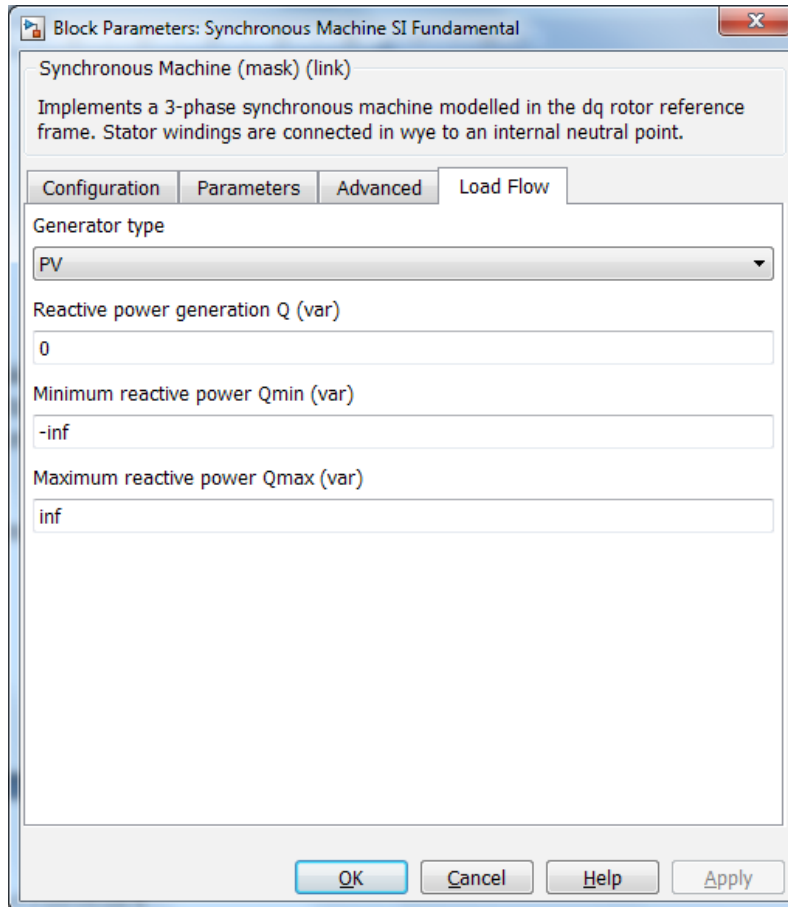 Block Parameters: Synchronous Machine SI Fundamental
Synchronous Machine (mask) (link)
Implements a 3-phase synchronous machine modelled in the dq rotor reference
frame. Stator windings are connected in wye to an internal neutral point.
Configuration Parameters Advanced Load Flow
Generator type
PV
Reactive power generation Q (var)
0
Minimum reactive power Qmin (var)
-inf
Maximum reactive power Qmax (var)
inf
OK Cancel Help Apply